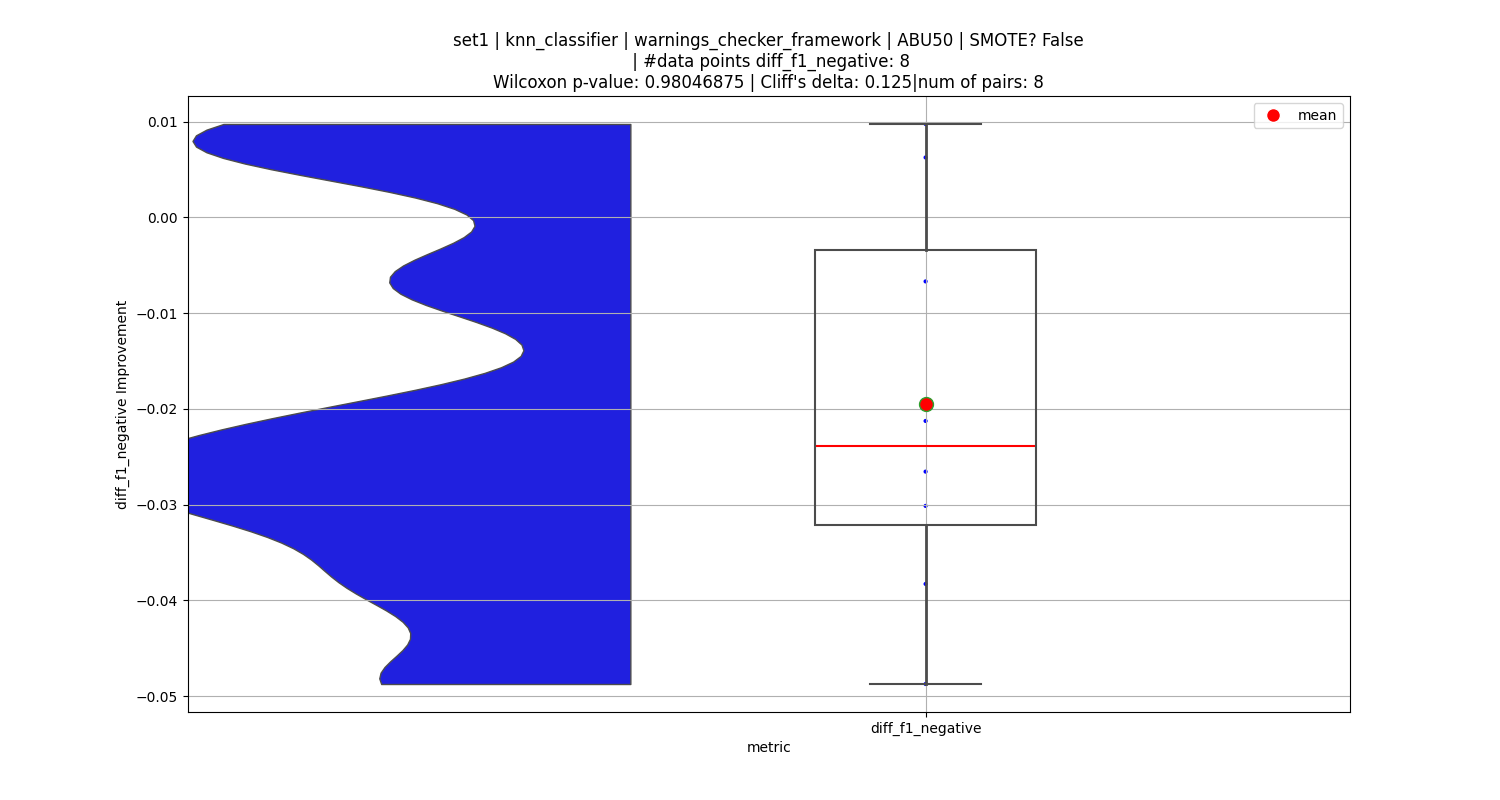 set1 | knn_classifier | warnings_checker_framework | ABU50 | SMOTE? False
| #data points diff_f1_negative: 8
Wilcoxon p-value: 0.98046875 | Cliff's delta: 0.125|num of pairs: 8
mean
0.01
0.00
−0.01
−0.02
−0.03
−0.04
−0.05
diff_f1_negative Improvement
diff_f1_negative
metric